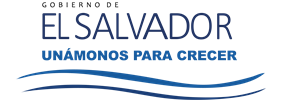 GOBIERNO DE
EL SALVADOR
UNÁMONOS PARA CRECER